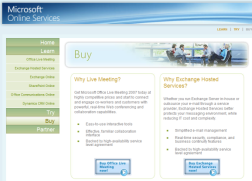 Microsoft
Online Services
Home
Learn
Office Live Meeting
Exchange Hosted Services
Exchange Online
SharePoint Online
Office Communications Online
Dynamics CRM Online
Try
Buy
Partner
Buy
Why Live Meeting?
Get Microsoft Office Live Meeting 2007 today at
highly competitive prices and start to connect
and engage co-workers and customers with
powerful, real-time Web conferencing and
collaboration capabilities.
Easy-to-use interactive tools
Effective, familiar collaboration
interface
Backed by high-availability service
level agreement
Buy Office Live
Meeting
now!
Why Exchange Hosted
Services?
Whether you use Exchange Server in-house or
outsource your e-mail through a service
provider, Exchange Hosted Services better
protects your messaging environment, while
reducing IT cost and complexity.
Simplifies e-mail management
Real-time security, compliance, and
business continuity features
Backed by high-availability service
level agreement
Buy Exchange
Hosted Services
now!